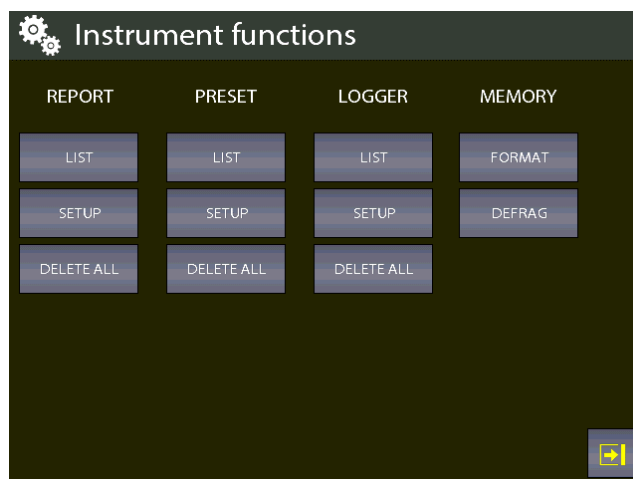 Instrument functions
REPORT PRESET LOGGER MEMORY
LIST LIST LIST FORMAT
SETUP SETUP SETUP DEFRAG
DELETE ALL DELETE ALL DELETE ALL